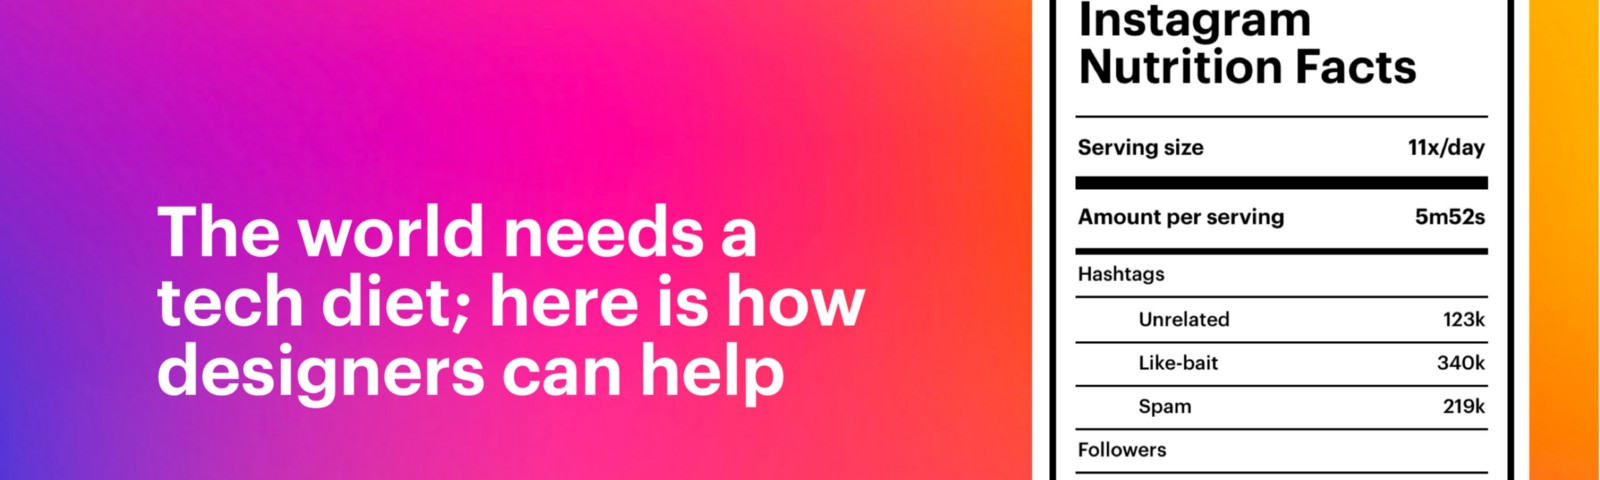 The world needs a
tech diet; here is how
designers can help
Instagram
Nutrition Facts
Serving size 11x/day
Amount per serving 5m52s
Hashtags
Unrelated 123k
Like-bait 340k
Spam 219k
Followers